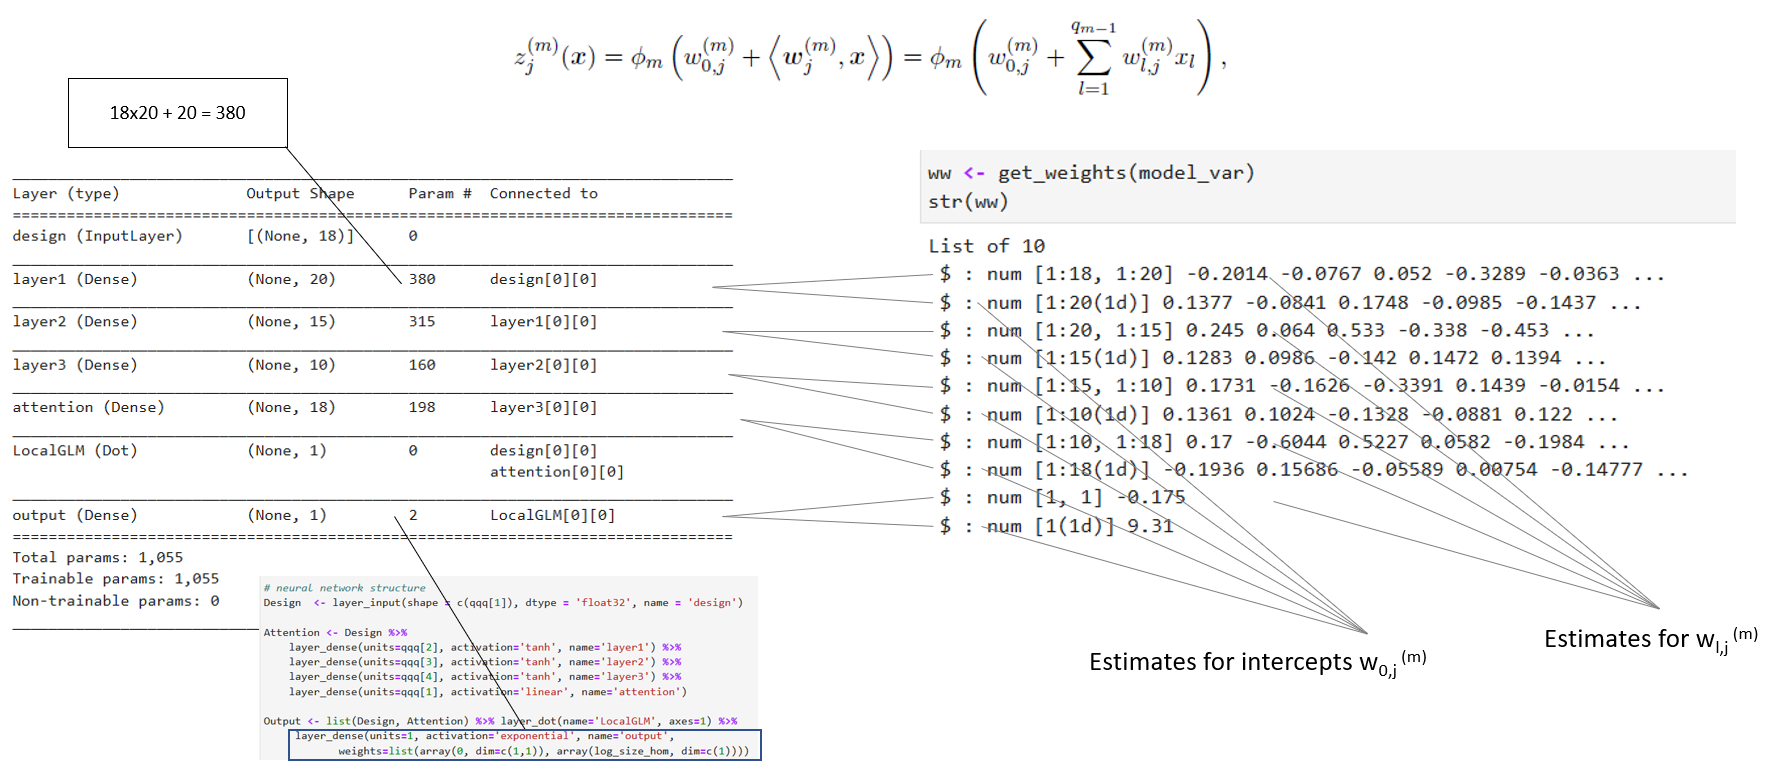 z_j^(m)(x) = ϕ_m ( w_{0,j}^(m) + ⟨ w_j^(m), x ⟩ ) = ϕ_m ( w_{0,j}^(m) + ∑_{l=1}^{q_{m−1}} w_{l,j}^(m) x_l ) ,
18x20 + 20 = 380
Layer (type) Output Shape Param # Connected to
design (InputLayer) [(None, 18)] 0
layer1 (Dense) (None, 20) 380 design[0][0]
layer2 (Dense) (None, 15) 315 layer1[0][0]
layer3 (Dense) (None, 10) 160 layer2[0][0]
attention (Dense) (None, 18) 198 layer3[0][0]
LocalGLM (Dot) (None, 1) 0 design[0][0]
attention[0][0]
output (Dense) (None, 1) 2 LocalGLM[0][0]
Total params: 1,055
Trainable params: 1,055
Non-trainable params: 0
# neural network structure
Design <- layer_input(shape = c(qqq[1]), dtype = 'float32', name = 'design')
Attention <- Design %>%
layer_dense(units=qqq[2], activation='tanh', name='layer1') %>%
layer_dense(units=qqq[3], activation='tanh', name='layer2') %>%
layer_dense(units=qqq[4], activation='tanh', name='layer3') %>%
layer_dense(units=qqq[1], activation='linear', name='attention')
Output <- list(Design, Attention) %>% layer_dot(name='LocalGLM', axes=1) %>%
layer_dense(units=1, activation='exponential', name='output',
weights=list(array(0, dim=c(1,1)), array(log_size_hom, dim=c(1))))
ww <- get_weights(model_var)
str(ww)
List of 10
$ : num [1:18, 1:20] -0.2014 -0.0767 0.052 -0.3289 -0.0363 ...
$ : num [1:20(1d)] 0.1377 -0.0841 0.1748 -0.0985 -0.1437 ...
$ : num [1:20, 1:15] 0.245 0.064 0.533 -0.338 -0.453 ...
$ : num [1:15(1d)] 0.1283 0.0986 -0.142 0.1472 0.1394 ...
$ : num [1:15, 1:10] 0.1731 -0.1626 -0.3391 0.1439 -0.0154 ...
$ : num [1:10(1d)] 0.1361 0.1024 -0.1328 -0.0881 0.122 ...
$ : num [1:10, 1:18] 0.17 -0.6044 0.5227 0.0582 -0.1984 ...
$ : num [1:18(1d)] -0.1936 0.15686 -0.05589 0.00754 -0.14777 ...
$ : num [1, 1] -0.175
$ : num [1(1d)] 9.31
Estimates for intercepts w_{0,j}^(m)
Estimates for w_{l,j}^(m)